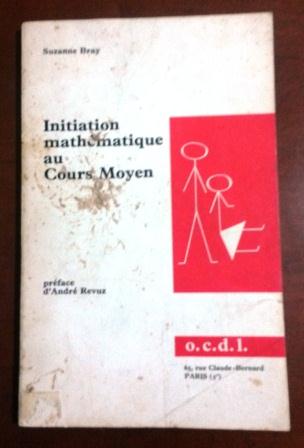 Suzanne Bray
Initiation
mathématique
au
Cours Moyen
préface
d'André Revuz
o.c.d.l.
65, rue Claude-Bernard
PARIS (5e)